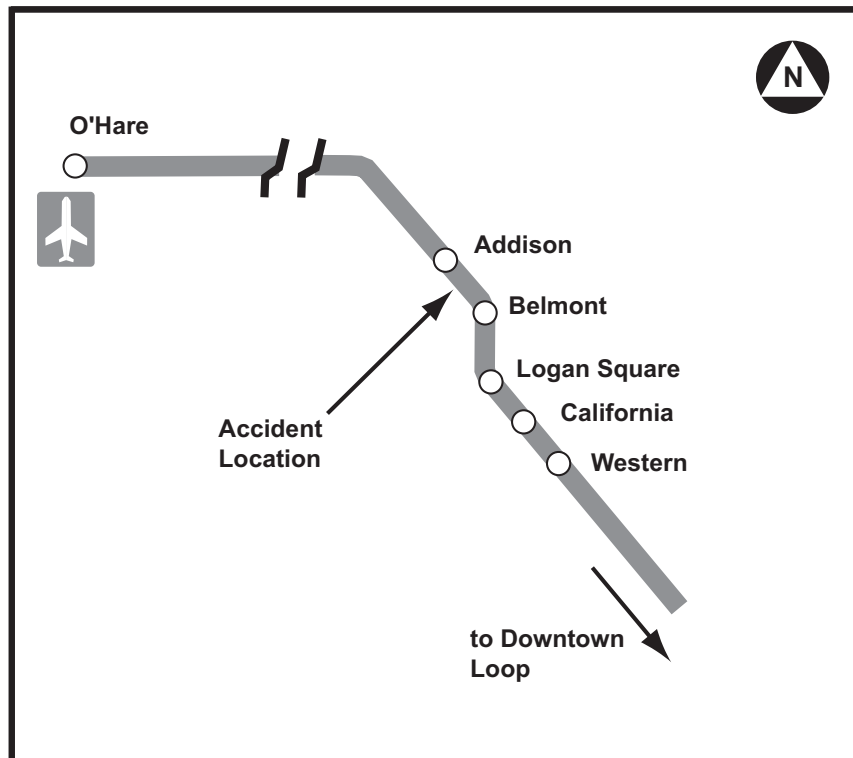 N
O'Hare
Addison
Belmont
Logan Square
California
Accident
Location
Western
to Downtown
Loop